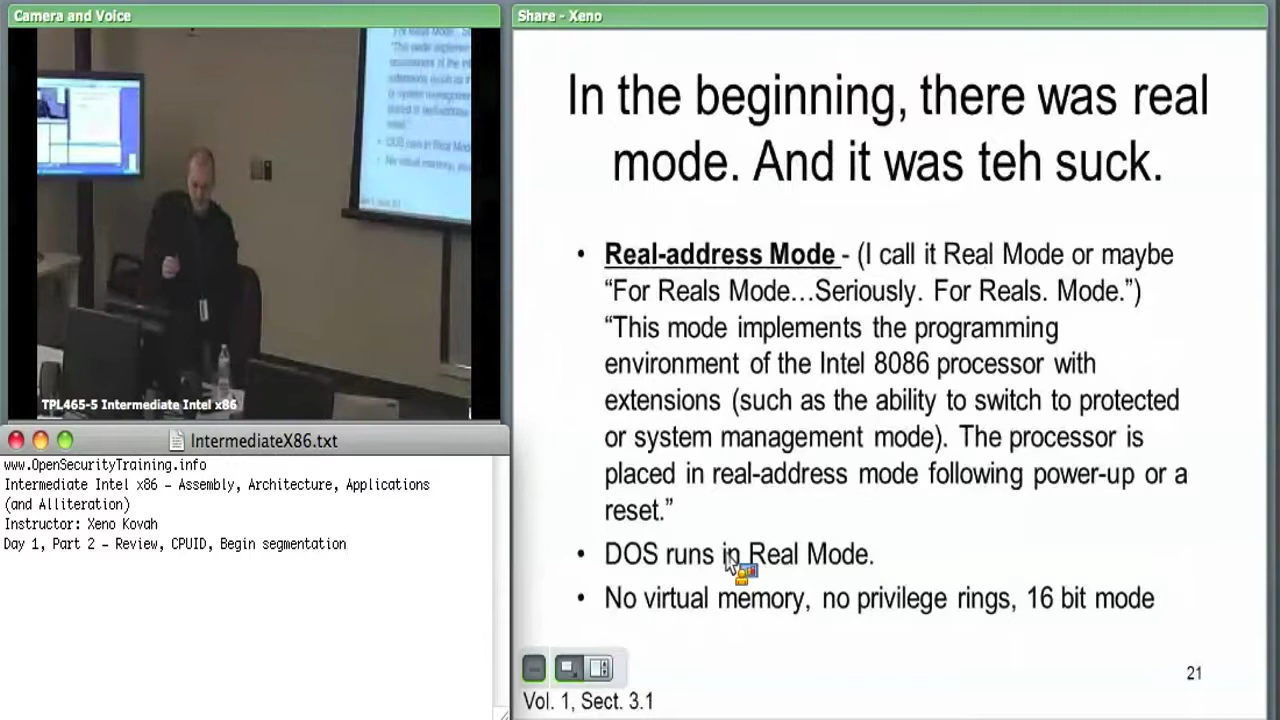 Camera and Voice
TPL465-5 Intermediate Intel x86
IntermediateX86.txt
www.OpenSecurityTraining.info
Intermediate Intel x86 – Assembly, Architecture, Applications
(and Alliteration)
Instructor: Xeno Kovah
Day 1, Part 2 – Review, CPUID, Begin segmentation
Share - Xeno
In the beginning, there was real
mode. And it was teh suck.
• Real-address Mode - (I call it Real Mode or maybe
“For Reals Mode…Seriously. For Reals. Mode.”)
“This mode implements the programming
environment of the Intel 8086 processor with
extensions (such as the ability to switch to protected
or system management mode). The processor is
placed in real-address mode following power-up or a
reset.”
• DOS runs in Real Mode.
• No virtual memory, no privilege rings, 16 bit mode
21
Vol. 1, Sect. 3.1